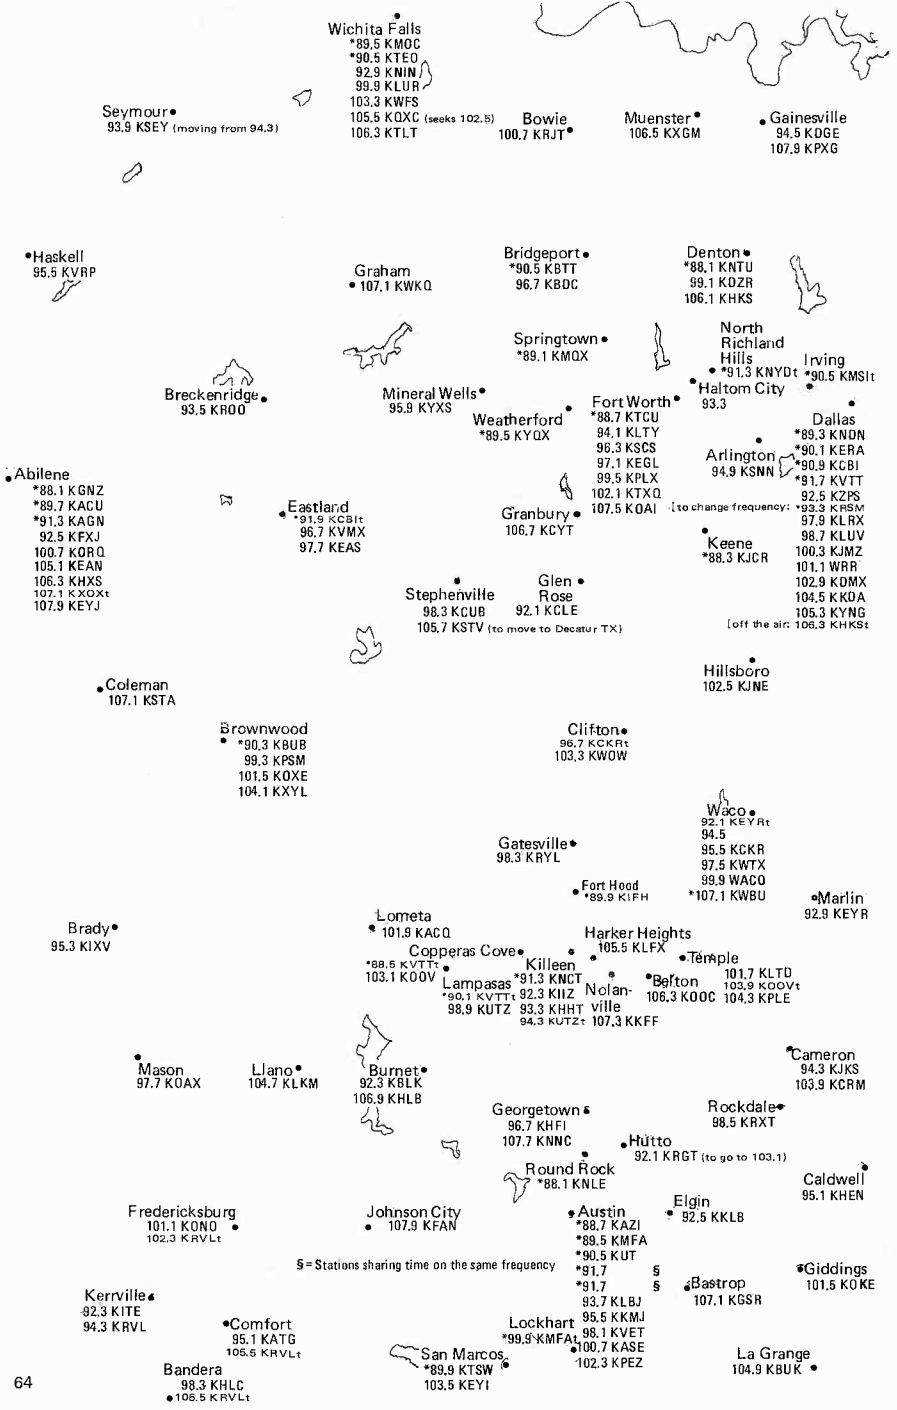 Wichita Falls
*89.5 KMOC
*90.5 KTEO
92.9 KNIN
99.9 KLUR
103.3 KWFS
105.5 KQXC (seeks 102.5)
106.3 KTLT
Seymour
93.9 KSEY (moving from 94.3)
Bowie
100.7 KRJT
Muenster
106.5 KXGM
Gainesville
94.5 KDGE
107.9 KPXG
Haskell
95.5 KVRP
Graham
107.1 KWKQ
Bridgeport
*90.5 KBTT
96.7 KBDC
Denton
*88.1 KNTU
99.1 KDZR
106.1 KHKS
Springtown
*89.1 KMQX
North
Richland
Hills
*91.3 KNYDt
Irving
*90.5 KMSIt
Haltom City
93.3
Breckenridge
93.5 KROO
Mineral Wells
95.9 KYXS
Weatherford
*89.5 KYQX
Fort Worth
*88.7 KTCU
94.1 KLTY
96.3 KSCS
97.1 KEGL
99.5 KPLX
102.1 KTXQ
107.5 KOAI
Arlington
94.9 KSNN
Dallas
*89.3 KNON
*90.1 KERA
*90.9 KCBI
*91.7 KVTT
92.5 KZPS
[to change frequency: *93.3 KRSM
97.9 KLRX
98.7 KLUV
100.3 KJMZ
101.1 WRR
102.9 KDMX
104.5 KKDA
105.3 KYNG
[off the air: 106.3 KHKSt
Abilene
*88.1 KGNZ
*89.7 KACU
*91.3 KAGN
92.5 KFXJ
100.7 KORQ
105.1 KEAN
106.3 KHXS
107.1 KXOXt
107.9 KEYJ
Eastland
*91.9 KCBIt
96.7 KVMX
97.7 KEAS
Granbury
106.7 KCYT
Keene
*88.3 KJCR
Stephenville
98.3 KCUB
105.7 KSTV (to move to Decatur TX)
Glen
Rose
92.1 KCLE
Hillsboro
102.5 KJNE
Coleman
107.1 KSTA
Brownwood
*90.3 KBUB
99.3 KPSM
101.5 KOXE
104.1 KXYL
Clifton
96.7 KCKRt
103.3 KWOW
Waco
92.1 KEYRt
94.5
95.5 KCKR
97.5 KWTX
99.9 WACO
*107.1 KWBU
Gatesville
98.3 KRYL
Fort Hood
*89.9 KIFH
Marlin
92.9 KEYR
Brady
95.3 KIXV
Lometa
101.9 KACQ
Harker Heights
105.5 KLFX
Copperas Cove
*88.5 KVTTt
103.1 KOOV
Lampasas
*90.1 KVTTt
98.9 KUTZ
Killeen
*91.3 KNCT
92.3 KIIZ
93.3 KHHT
94.3 KUTZt
Nolan-
ville
107.3 KKFF
Belton
106.3 KOOC
Temple
101.7 KLTD
103.9 KOOVt
104.3 KPLE
Mason
97.7 KOAX
Llano
104.7 KLKM
Burnet
92.3 KBLK
106.9 KHLB
Cameron
94.3 KJKS
103.9 KCRM
Georgetown
96.7 KHFI
107.7 KNNC
Rockdale
98.5 KRXT
Hutto
92.1 KRGT (to go to 103.1)
Round Rock
*88.1 KNLE
Caldwell
95.1 KHEN
Fredericksburg
101.1 KONO
102.3 KRVLt
Johnson City
107.9 KFAN
Austin
*88.7 KAZI
*89.5 KMFA
*90.5 KUT
*91.7 §
*91.7 §
93.7 KLBJ
95.5 KKMJ
98.1 KVET
100.7 KASE
102.3 KPEZ
Elgin
92.5 KKLB
§ = Stations sharing time on the same frequency
Bastrop
107.1 KGSR
Giddings
101.5 KOKE
Kerrville
92.3 KITE
94.3 KRVL
Comfort
95.1 KATG
105.5 KRVLt
Lockhart
*99.9 KMFAt
San Marcos
*89.9 KTSW
103.5 KEYI
La Grange
104.9 KBUK
Bandera
98.3 KHLC
106.5 KRVLt
64